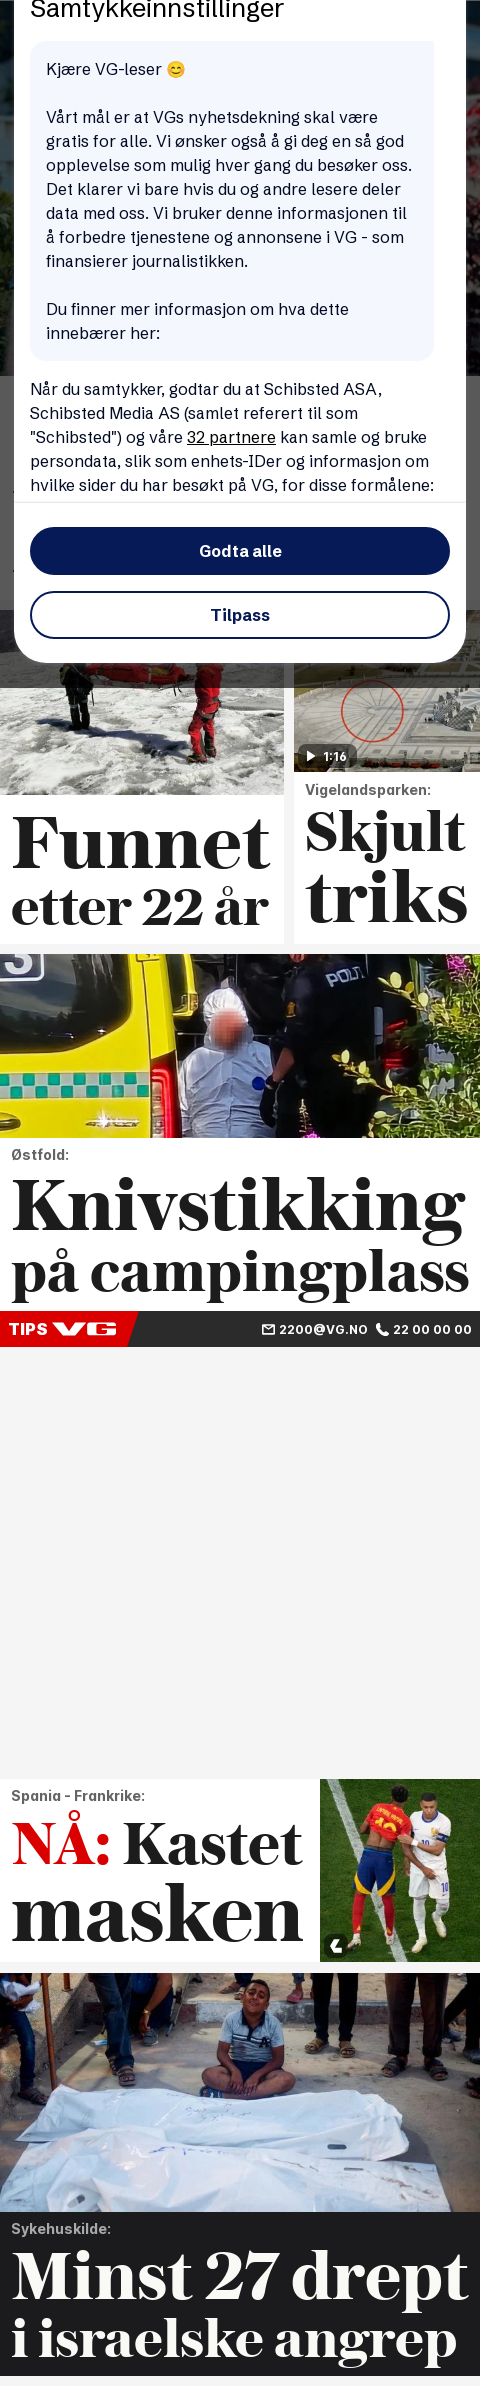 Samtykkeinnstillinger
Kjære VG-leser 😊
Vårt mål er at VGs nyhetsdekning skal være
gratis for alle. Vi ønsker også å gi deg en så god
opplevelse som mulig hver gang du besøker oss.
Det klarer vi bare hvis du og andre lesere deler
data med oss. Vi bruker denne informasjonen til
å forbedre tjenestene og annonsene i VG - som
finansierer journalistikken.
Du finner mer informasjon om hva dette
innebærer her:
Når du samtykker, godtar du at Schibsted ASA,
Schibsted Media AS (samlet referert til som
"Schibsted") og våre 32 partnere kan samle og bruke
persondata, slik som enhets-IDer og informasjon om
hvilke sider du har besøkt på VG, for disse formålene:
Godta alle
Tilpass
1:16
Funnet
etter 22 år
Vigelandsparken:
Skjult
triks
3
POLITI
Østfold:
Knivstikking
på campingplass
TIPS VG
2200@VG.NO 22 00 00 00
Spania - Frankrike:
NÅ: Kastet
masken
10
Sykehuskilde:
Minst 27 drept
i israelske angrep